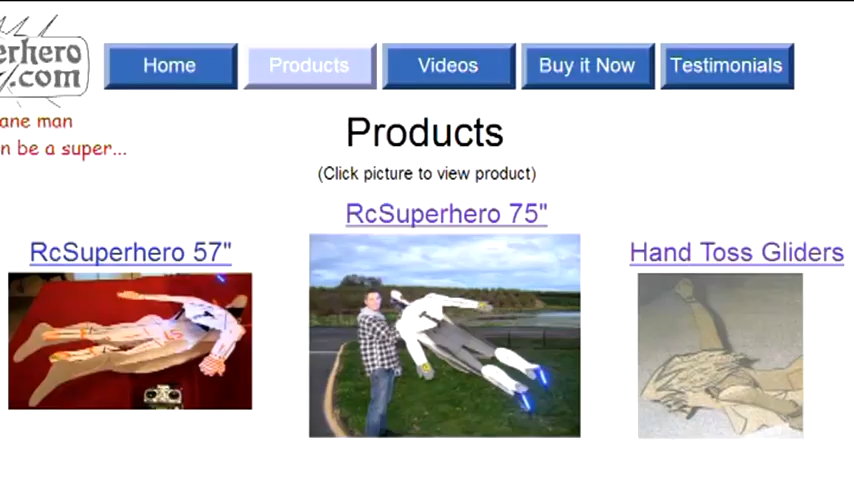 erhero
.com
ane man
n be a super...
Home
Products
Videos
Buy it Now
Testimonials
Products
(Click picture to view product)
RcSuperhero 57"
RcSuperhero 75"
Hand Toss Gliders